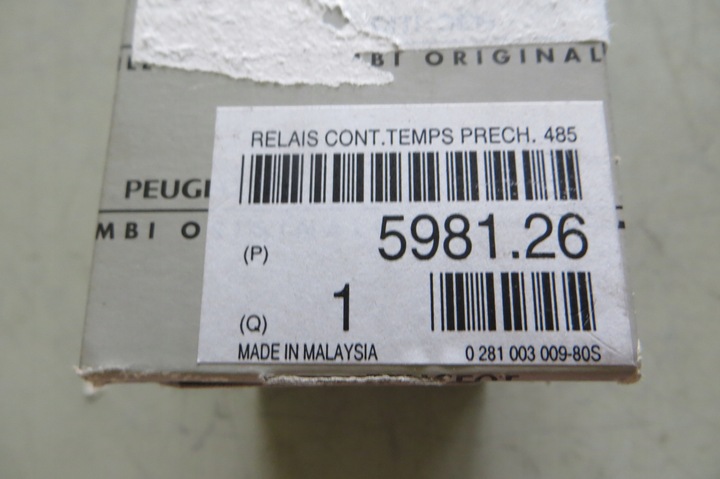 BI ORIGINAL
RELAIS CONT.TEMPS PRECH. 485
PEUG
MBI O
(P) 5981.26
(Q) 1
MADE IN MALAYSIA 0 281 003 009-80S